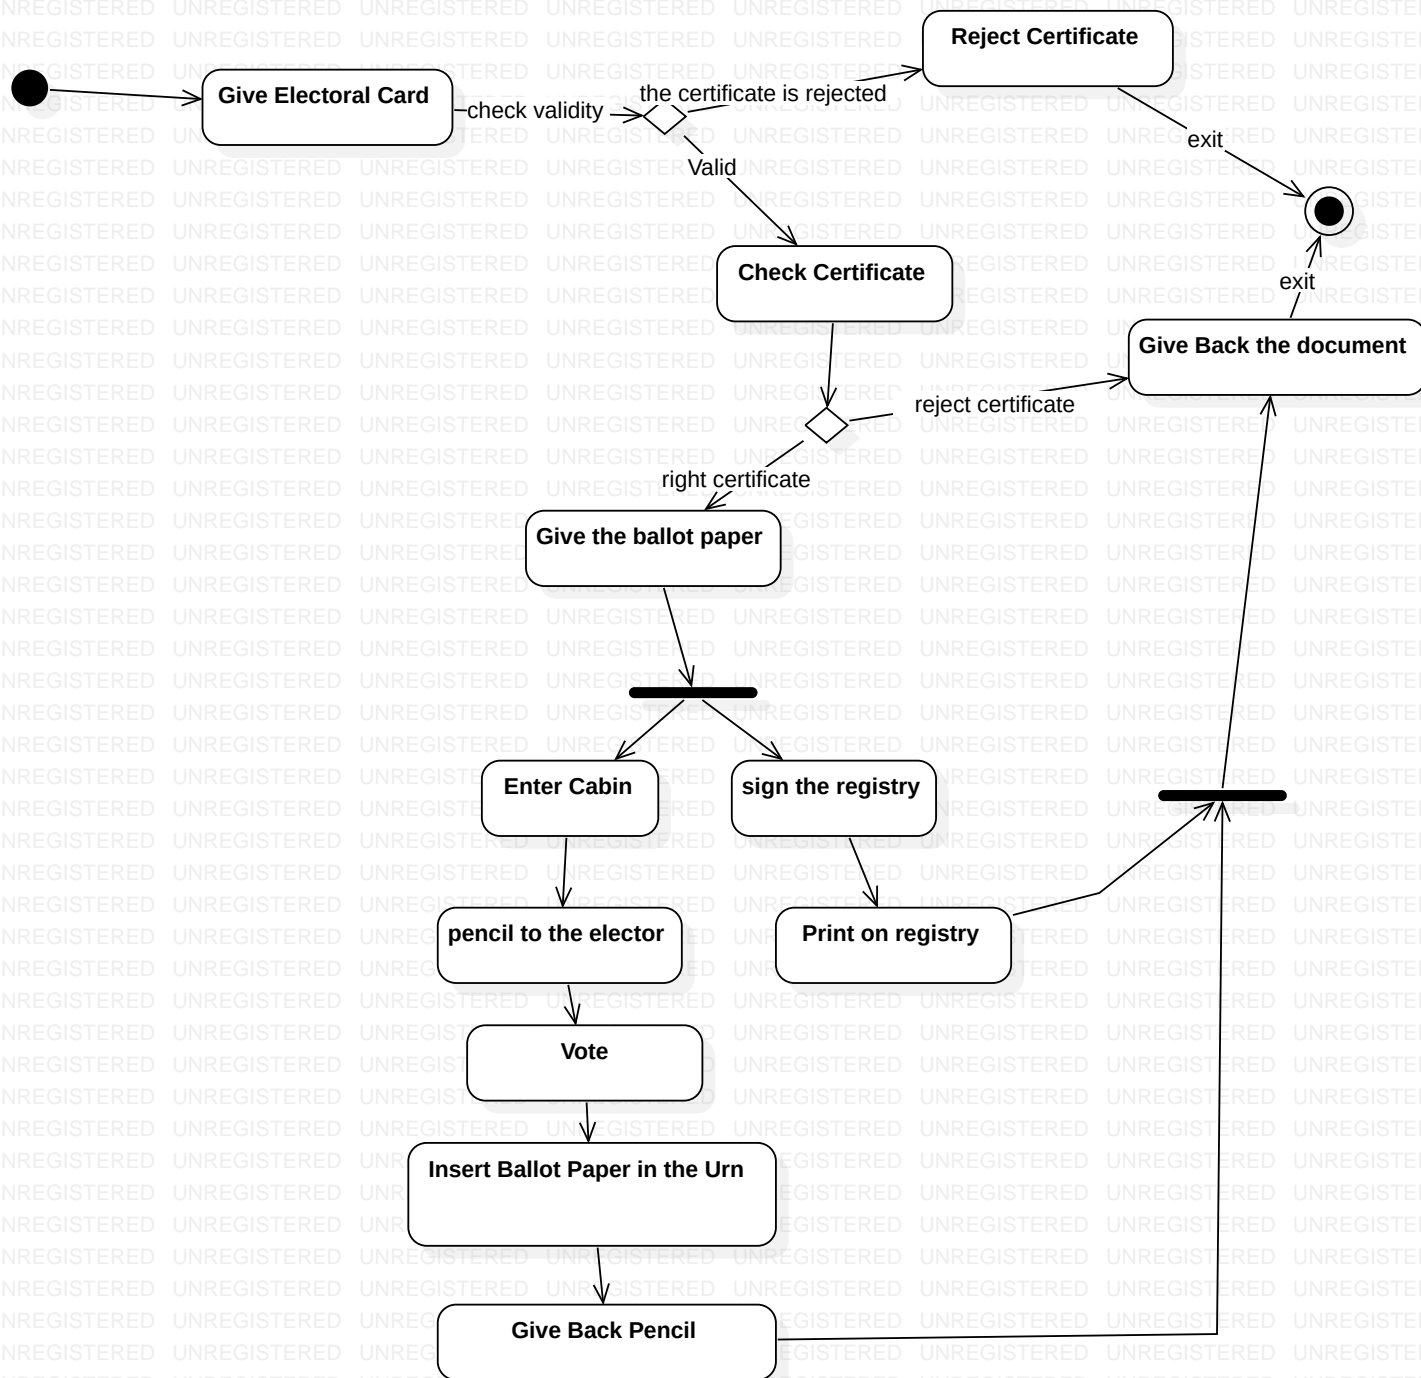 Reject Certificate
Give Electoral Card
the certificate is rejected
check validity
exit
Valid
Check Certificate
exit
Give Back the document
reject certificate
right certificate
Give the ballot paper
Enter Cabin
sign the registry
pencil to the elector
Print on registry
Vote
Insert Ballot Paper in the Urn
Give Back Pencil
UNREGISTERED